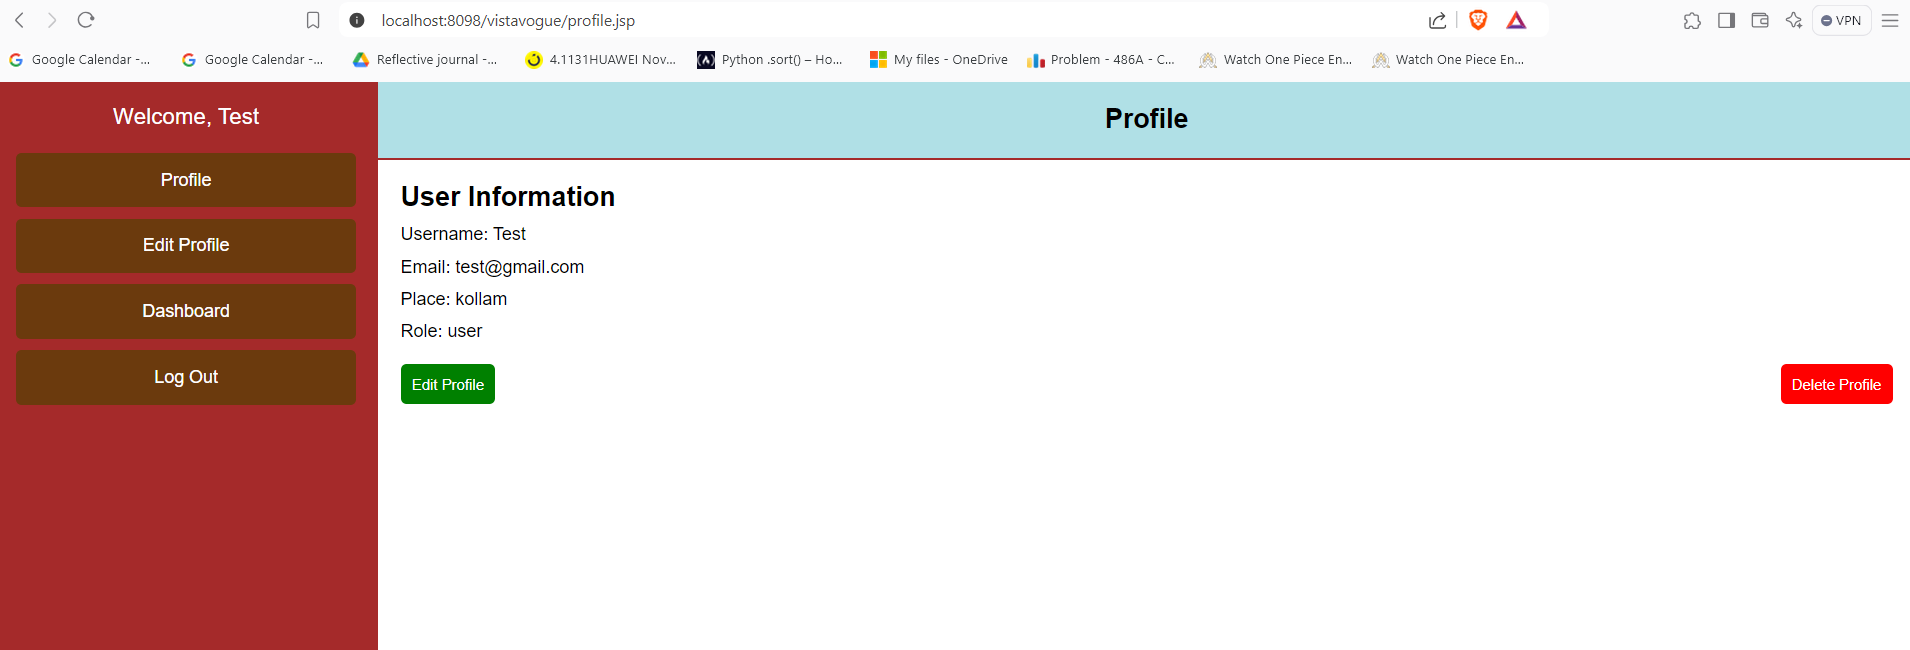 localhost:8098/vistavogue/profile.jsp
VPN
Google Calendar -...
Google Calendar -...
Reflective journal -...
4.1131HUAWEI Nov...
Python .sort() – Ho...
My files - OneDrive
Problem - 486A - C...
Watch One Piece En...
Watch One Piece En...
Welcome, Test
Profile
Edit Profile
Dashboard
Log Out
Profile
User Information
Username: Test
Email: test@gmail.com
Place: kollam
Role: user
Edit Profile
Delete Profile